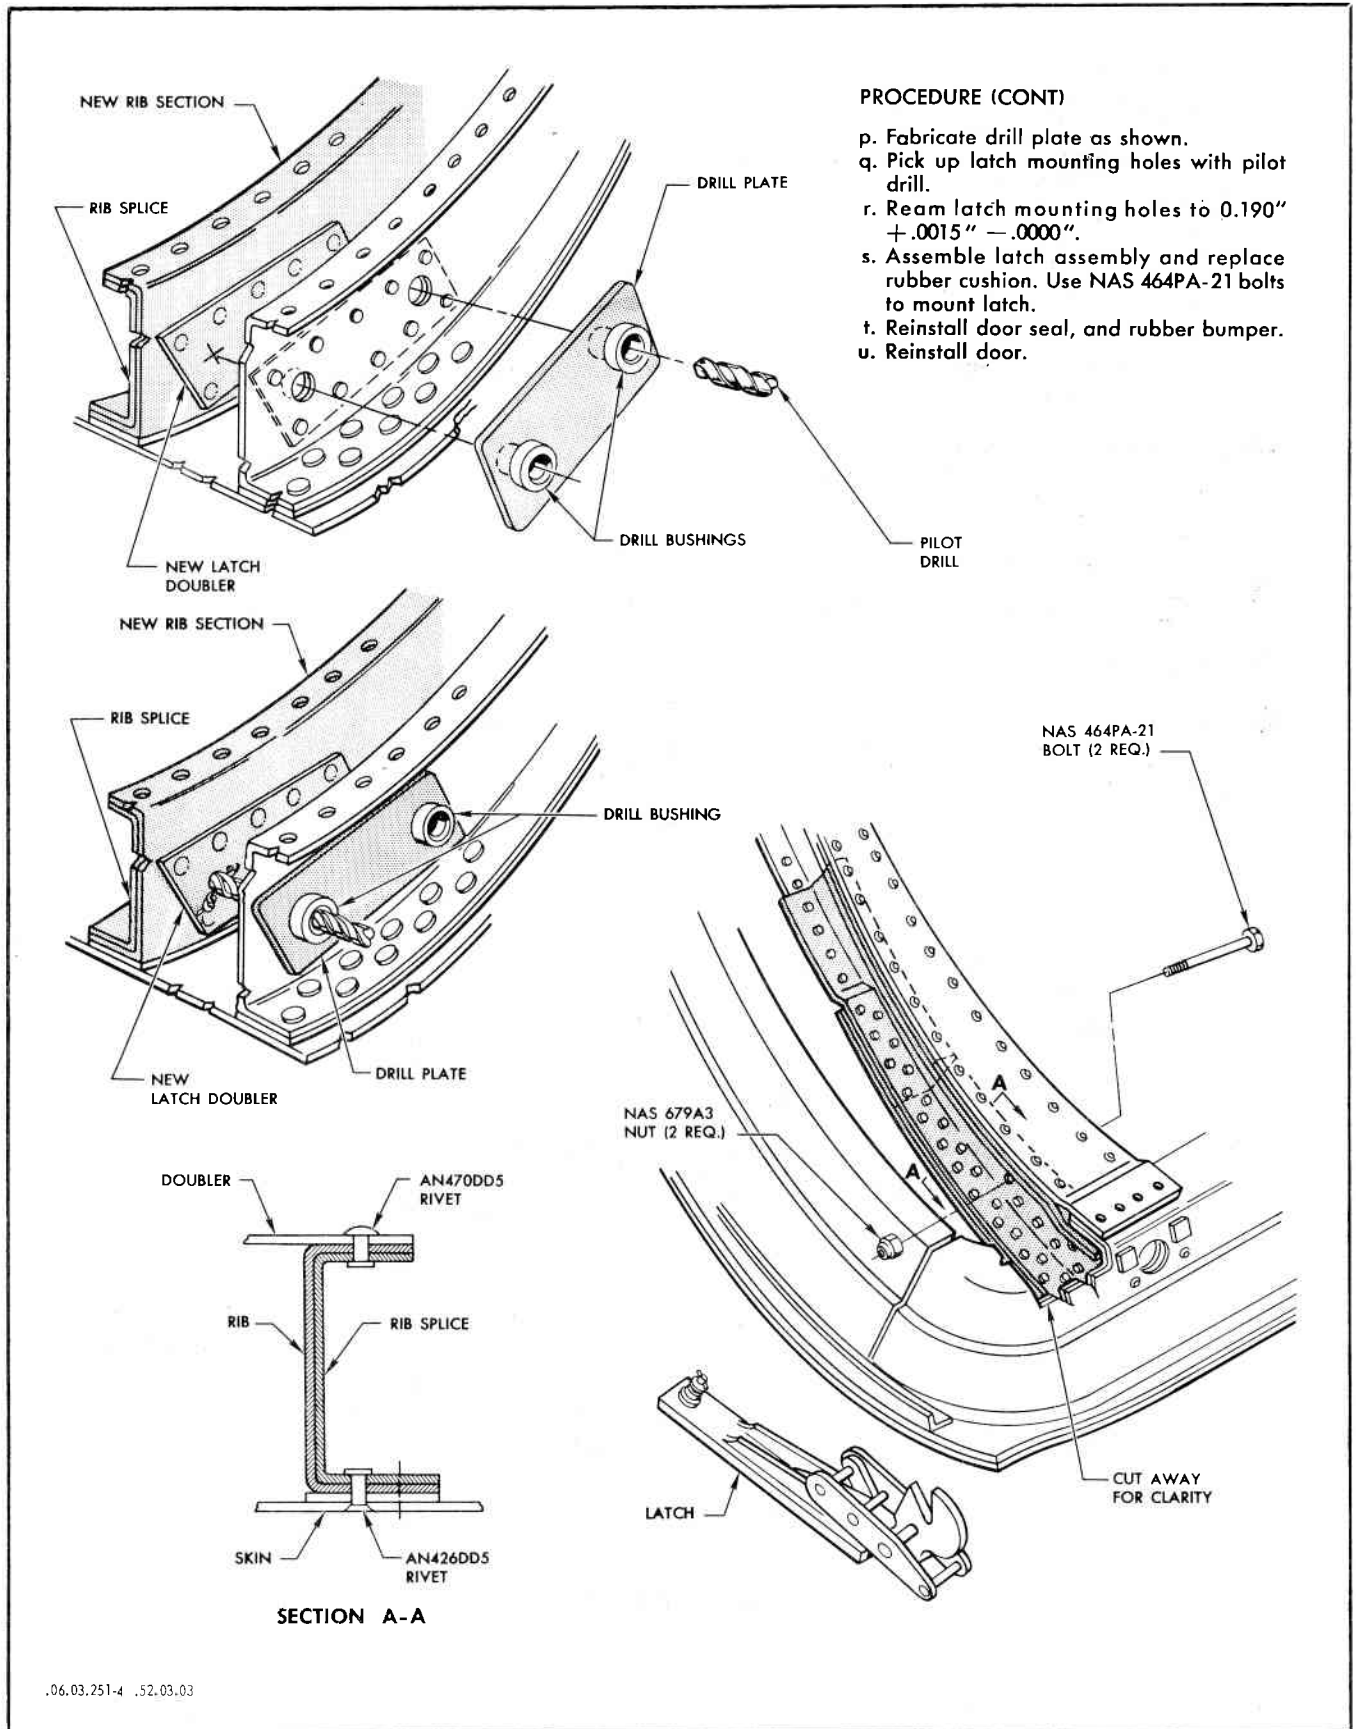 NEW RIB SECTION
RIB SPLICE
DRILL PLATE
PROCEDURE (CONT)
p. Fabricate drill plate as shown.
q. Pick up latch mounting holes with pilot
drill.
r. Ream latch mounting holes to 0.190"
+.0015" —.0000".
s. Assemble latch assembly and replace
rubber cushion. Use NAS 464PA-21 bolts
to mount latch.
t. Reinstall door seal, and rubber bumper.
u. Reinstall door.
DRILL BUSHINGS
PILOT
DRILL
NEW LATCH
DOUBLER
NEW RIB SECTION
RIB SPLICE
DRILL BUSHING
DRILL PLATE
NEW
LATCH DOUBLER
NAS 464PA-21
BOLT (2 REQ.)
A
NAS 679A3
NUT (2 REQ.)
A
DOUBLER
AN470DD5
RIVET
RIB
RIB SPLICE
SKIN
AN426DD5
RIVET
SECTION A-A
LATCH
CUT AWAY
FOR CLARITY
.06.03.251-4 .52.03.03